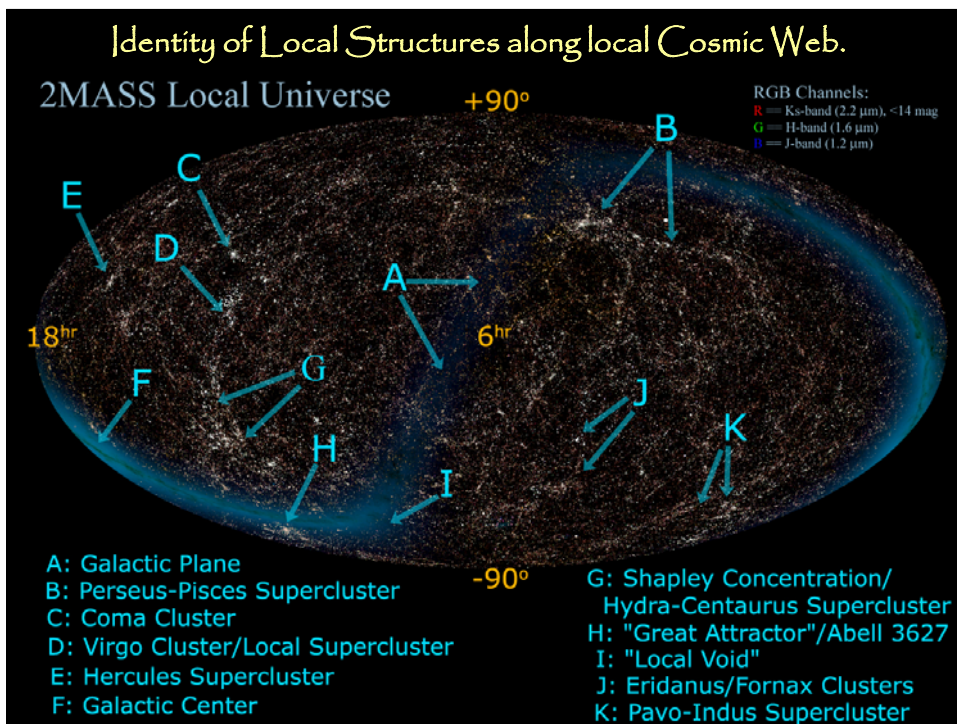 Identity of Local Structures along local Cosmic Web.
2MASS Local Universe
+90°
RGB Channels:
R == Ks-band (2.2 μm), <14 mag
G == H-band (1.6 μm)
B == J-band (1.2 μm)
B
C
E
D
A
18hr
6hr
G
F
J
K
H
I
-90°
A: Galactic Plane
B: Perseus-Pisces Supercluster
C: Coma Cluster
D: Virgo Cluster/Local Supercluster
E: Hercules Supercluster
F: Galactic Center
G: Shapley Concentration/
Hydra-Centaurus Supercluster
H: "Great Attractor"/Abell 3627
I: "Local Void"
J: Eridanus/Fornax Clusters
K: Pavo-Indus Supercluster